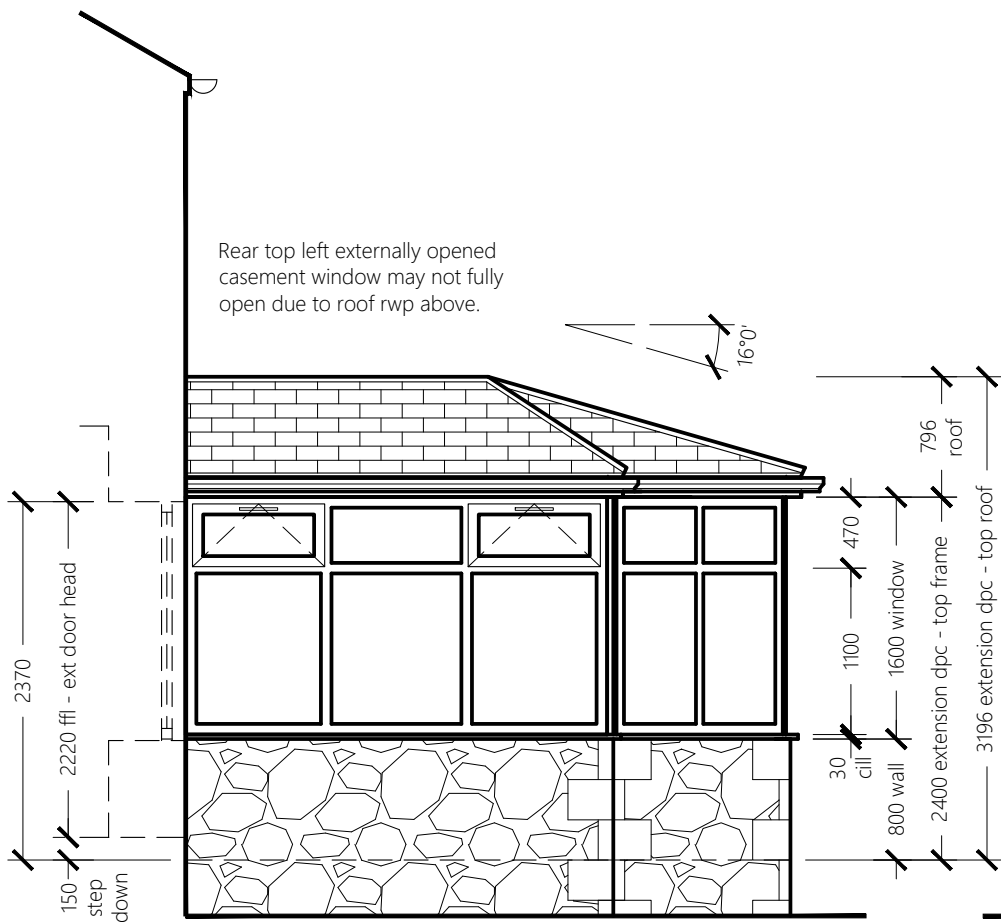 Rear top left externally opened
casement window may not fully
open due to roof rwp above.
16°0'
2370
2220 ffl - ext door head
150
step
down
470
1100
30
cill
1600 window
800 wall
796
roof
2400 extension dpc - top frame
3196 extension dpc - top roof